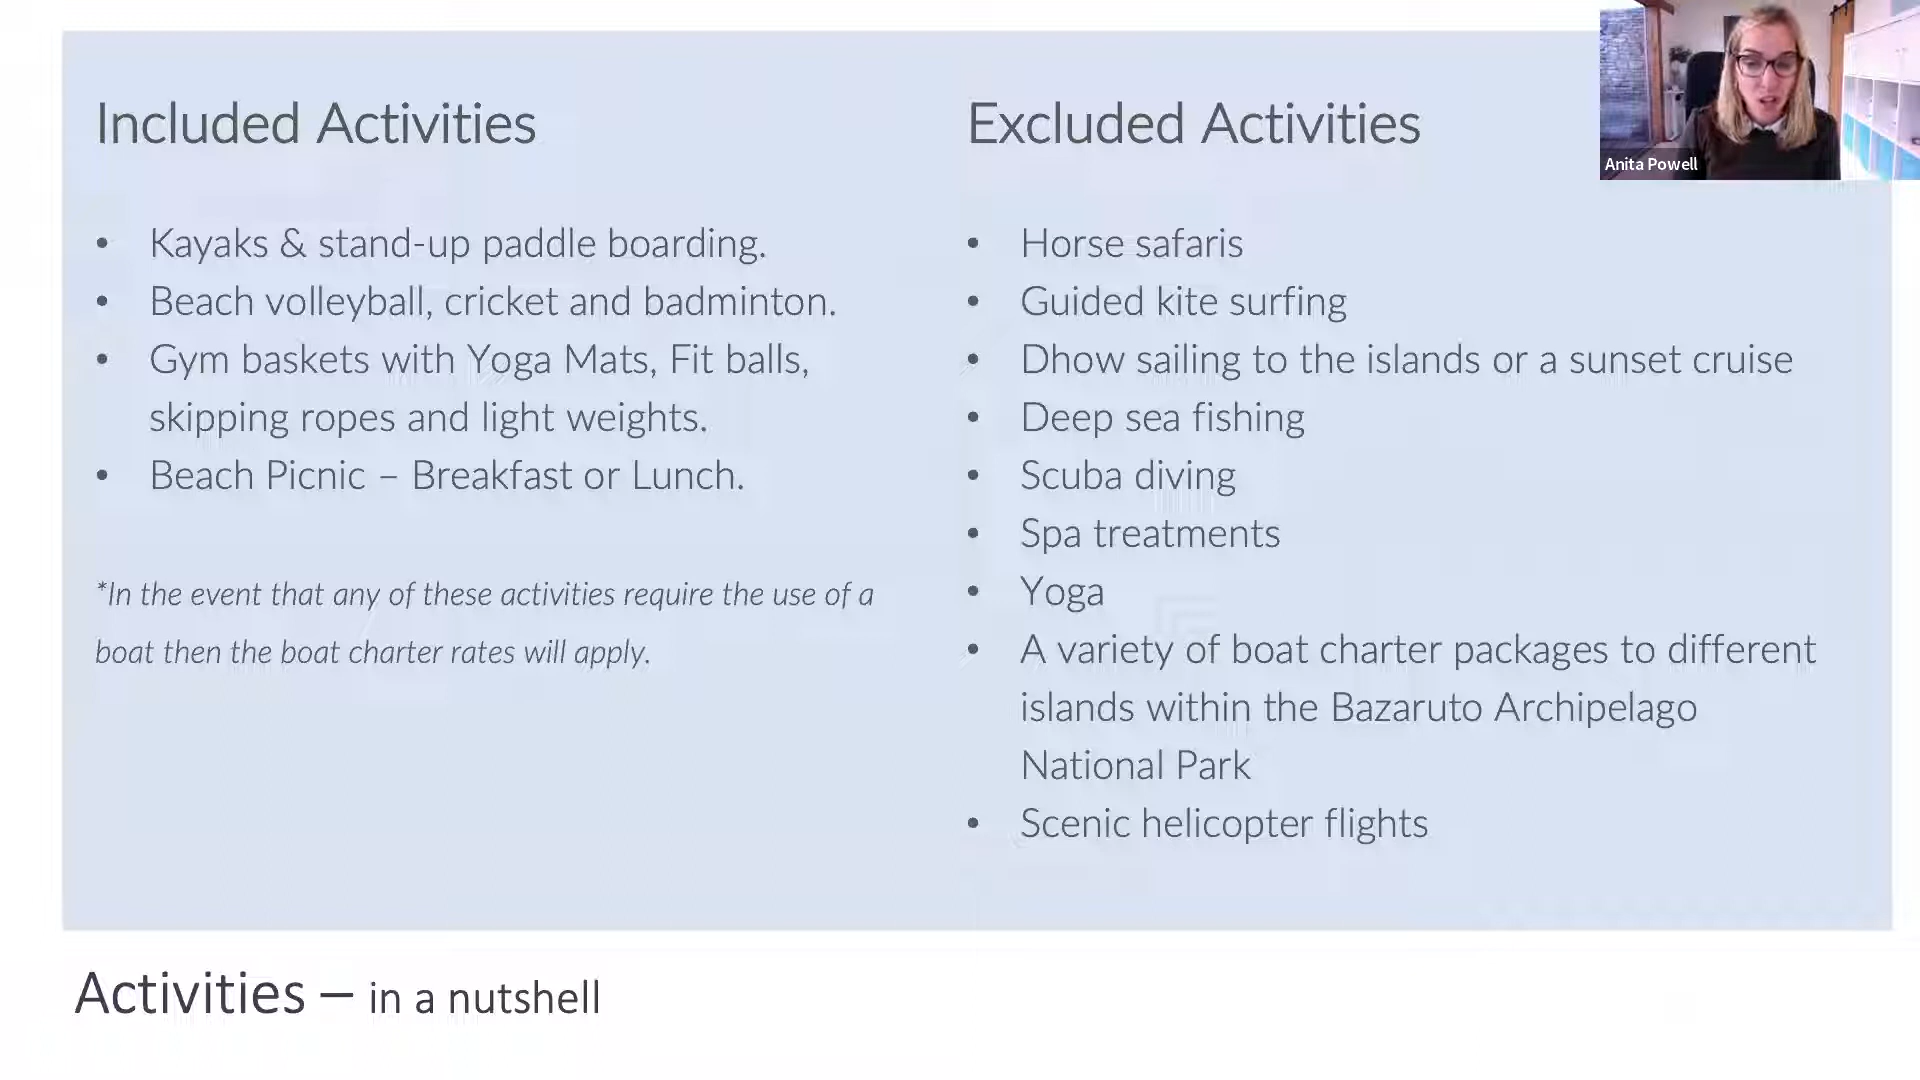 Included Activities
• Kayaks & stand-up paddle boarding.
• Beach volleyball, cricket and badminton.
• Gym baskets with Yoga Mats, Fit balls,
skipping ropes and light weights.
• Beach Picnic – Breakfast or Lunch.
*In the event that any of these activities require the use of a
boat then the boat charter rates will apply.
Excluded Activities
• Horse safaris
• Guided kite surfing
• Dhow sailing to the islands or a sunset cruise
• Deep sea fishing
• Scuba diving
• Spa treatments
• Yoga
• A variety of boat charter packages to different
islands within the Bazaruto Archipelago
National Park
• Scenic helicopter flights
Anita Powell
Activities – in a nutshell